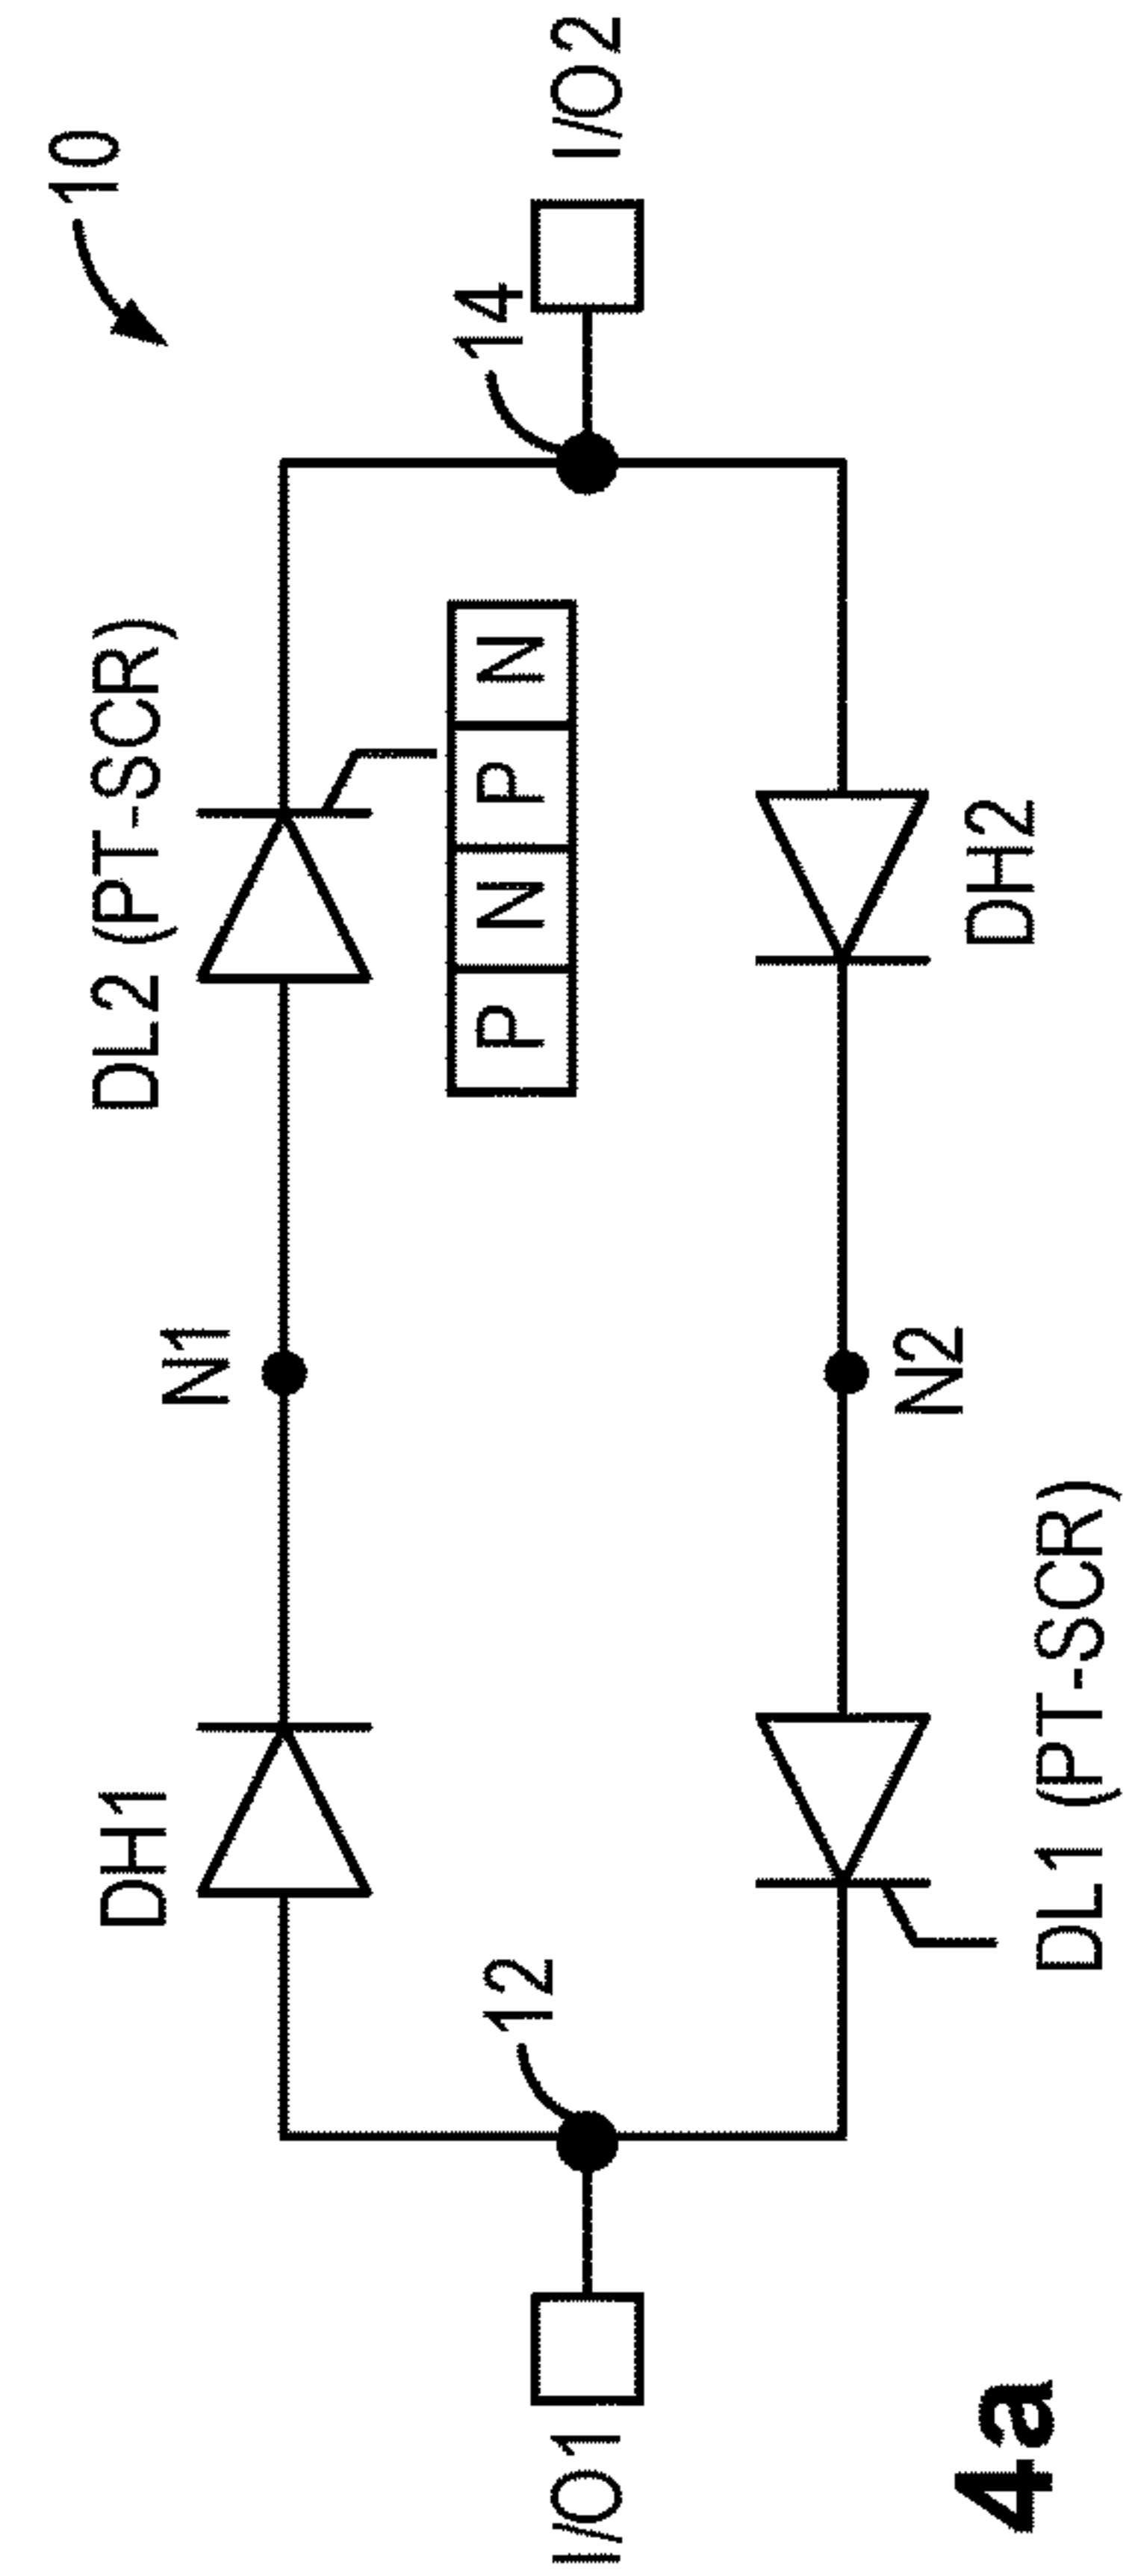 10
DL2 (PT-SCR)
DH1
N1
14
12
P N P N
I/O1
I/O2
N2
DH2
DL1 (PT-SCR)
4a